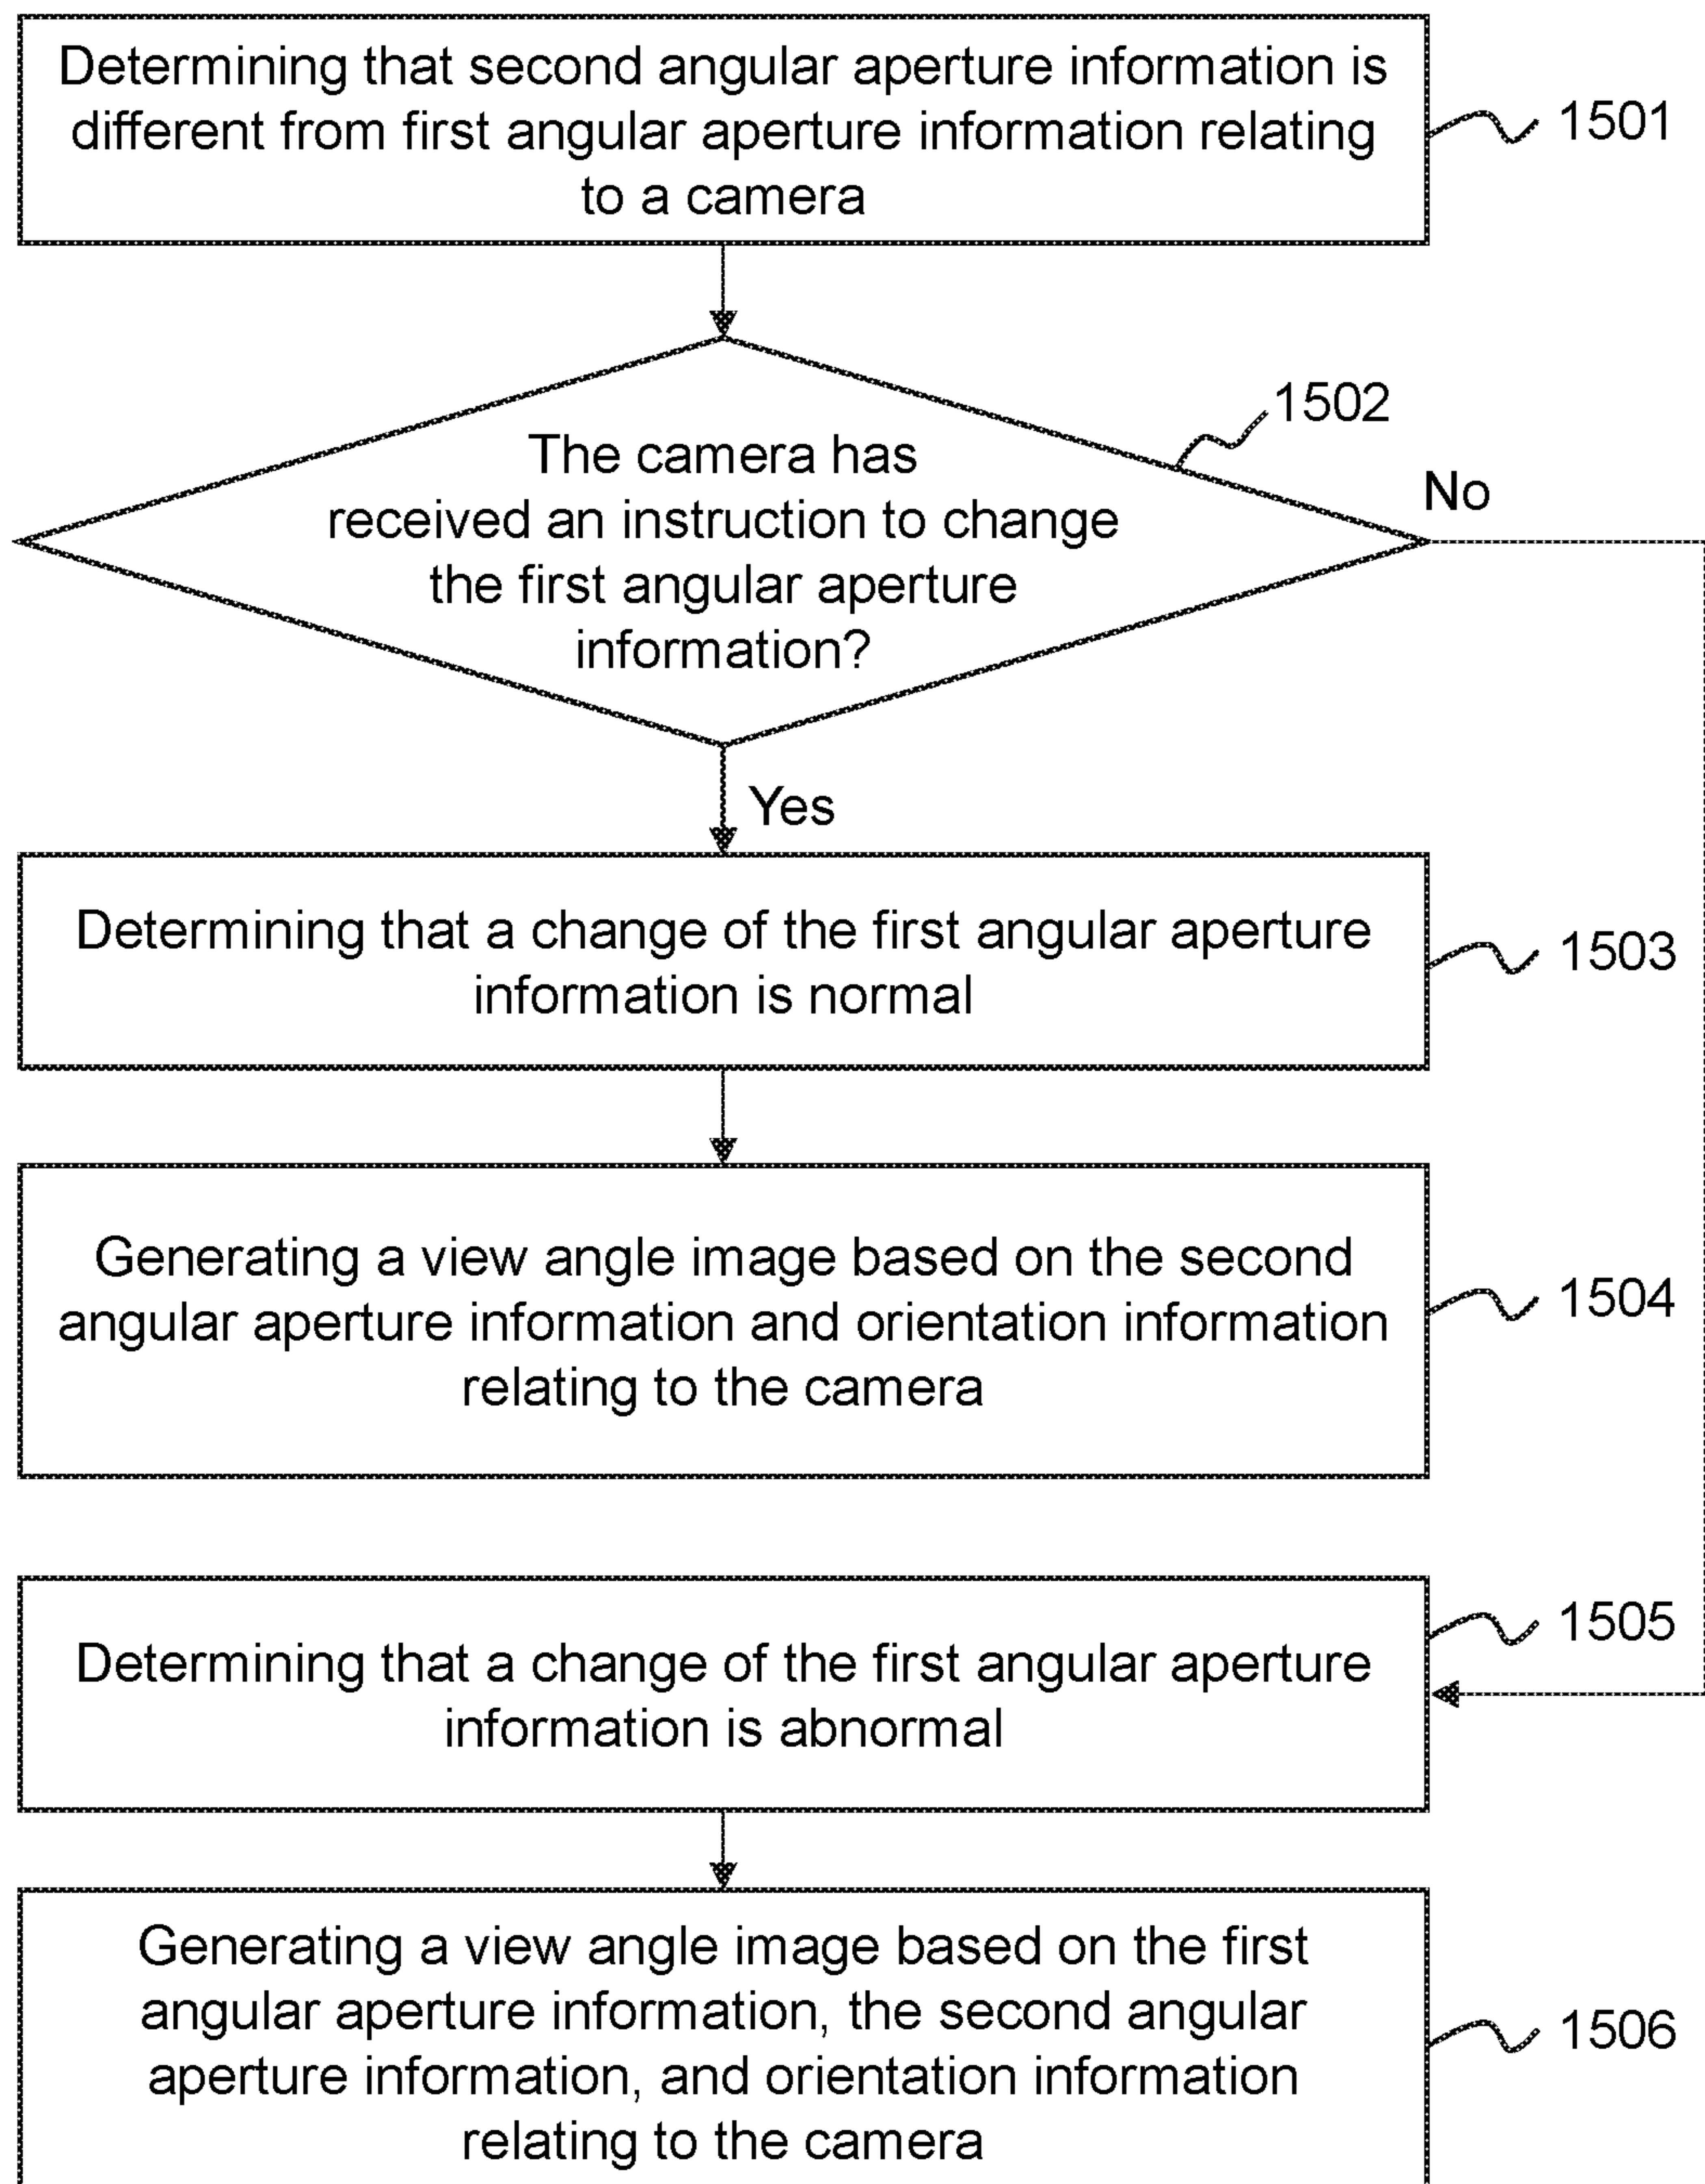 Determining that second angular aperture information is
different from first angular aperture information relating
to a camera
1501
1502
The camera has
received an instruction to change
the first angular aperture
information?
No
Yes
Determining that a change of the first angular aperture
information is normal
1503
Generating a view angle image based on the second
angular aperture information and orientation information
relating to the camera
1504
Determining that a change of the first angular aperture
information is abnormal
1505
Generating a view angle image based on the first
angular aperture information, the second angular
aperture information, and orientation information
relating to the camera
1506